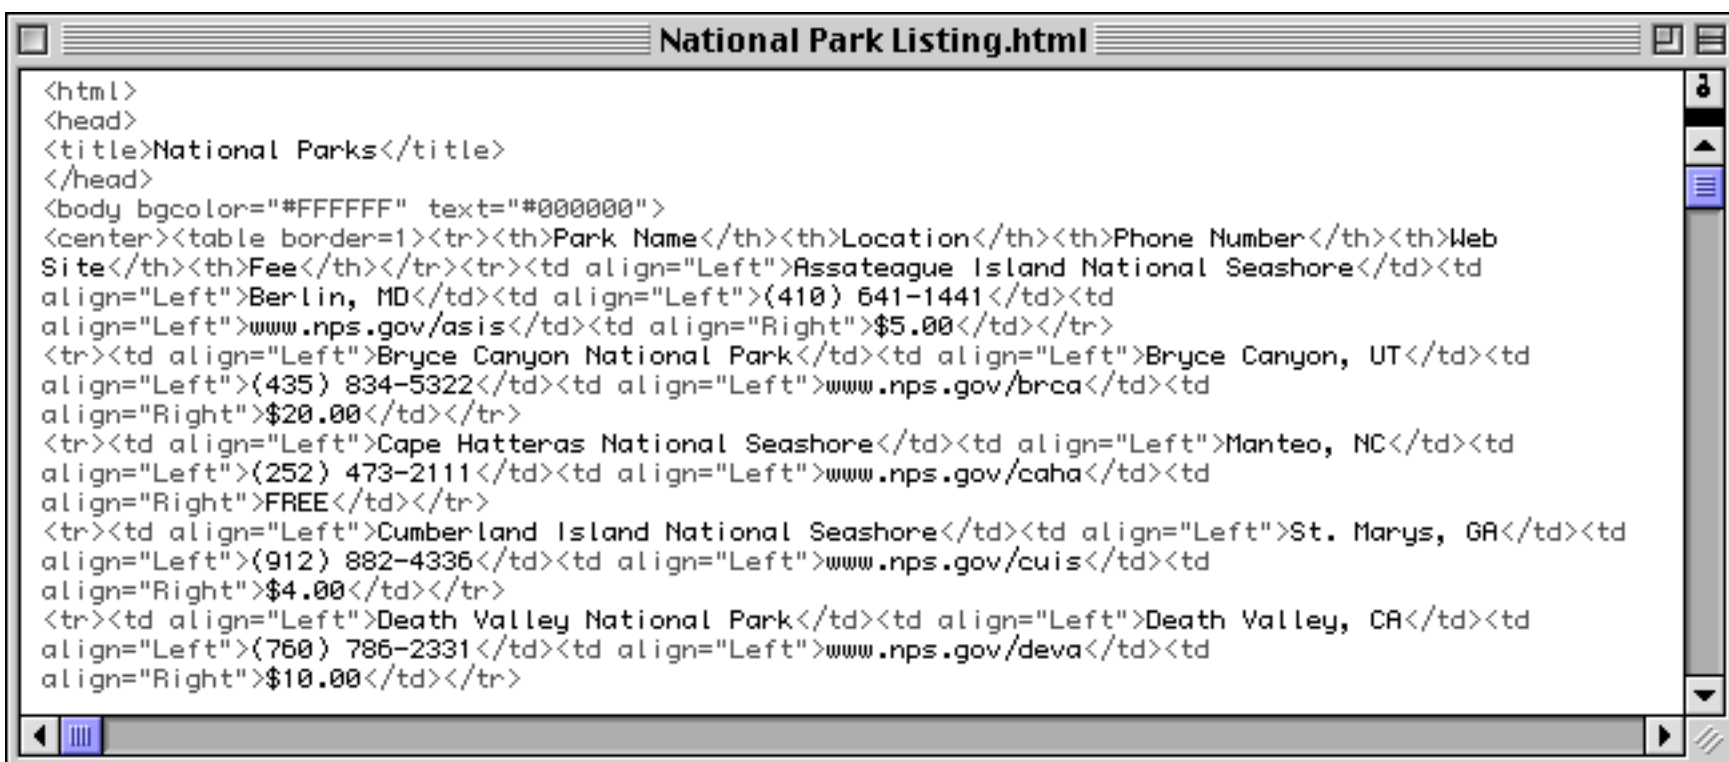 National Park Listing.html
<html>
<head>
<title>National Parks</title>
</head>
<body bgcolor="#FFFFFF" text="#000000">
<center><table border=1><tr><th>Park Name</th><th>Location</th><th>Phone Number</th><th>Web
Site</th><th>Fee</th></tr><tr><td align="Left">Assateague Island National Seashore</td><td
align="Left">Berlin, MD</td><td align="Left">(410) 641-1441</td><td
align="Left">www.nps.gov/asis</td><td align="Right">$5.00</td></tr>
<tr><td align="Left">Bryce Canyon National Park</td><td align="Left">Bryce Canyon, UT</td><td
align="Left">(435) 834-5322</td><td align="Left">www.nps.gov/brca</td><td
align="Right">$20.00</td></tr>
<tr><td align="Left">Cape Hatteras National Seashore</td><td align="Left">Manteo, NC</td><td
align="Left">(252) 473-2111</td><td align="Left">www.nps.gov/caha</td><td
align="Right">FREE</td></tr>
<tr><td align="Left">Cumberland Island National Seashore</td><td align="Left">St. Marys, GA</td><td
align="Left">(912) 882-4336</td><td align="Left">www.nps.gov/cuis</td><td
align="Right">$4.00</td></tr>
<tr><td align="Left">Death Valley National Park</td><td align="Left">Death Valley, CA</td><td
align="Left">(760) 786-2331</td><td align="Left">www.nps.gov/deva</td><td
align="Right">$10.00</td></tr>